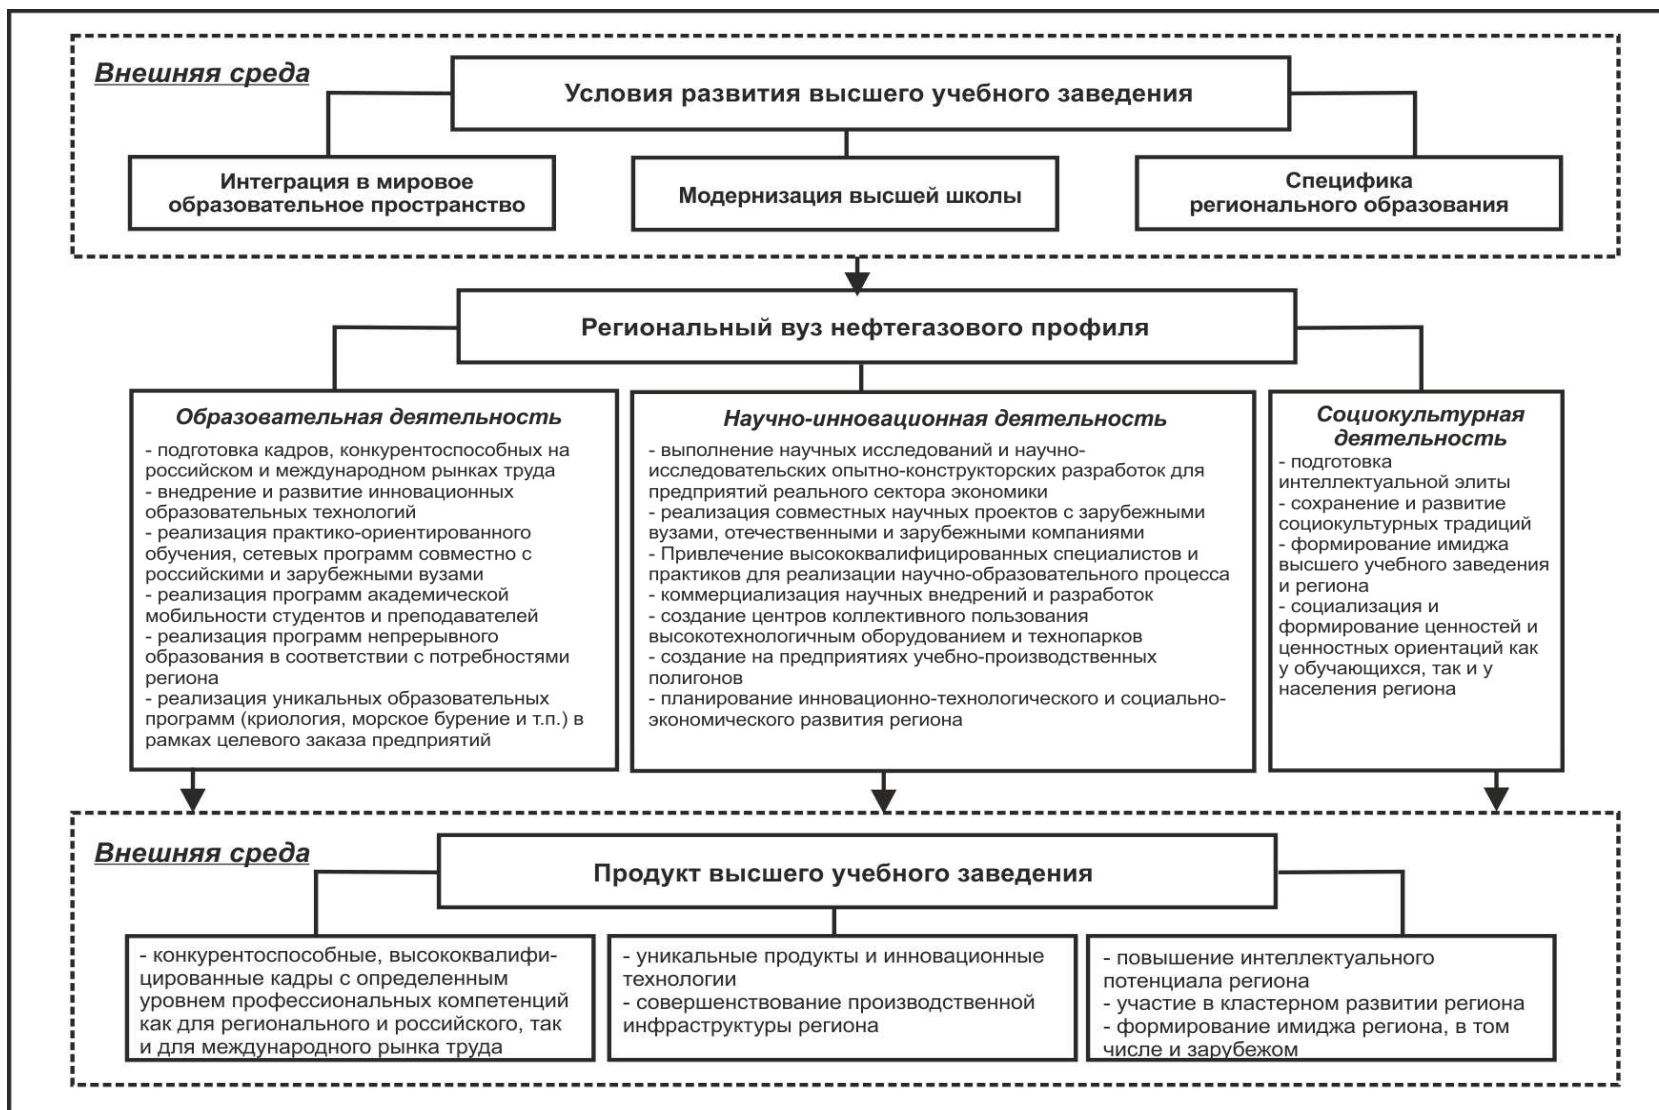 Внешняя среда
Условия развития высшего учебного заведения
Интеграция в мировое
образовательное пространство
Модернизация высшей школы
Специфика
регионального образования
Региональный вуз нефтегазового профиля
Образовательная деятельность
- подготовка кадров, конкурентоспособных на
российском и международном рынках труда
- внедрение и развитие инновационных
образовательных технологий
- реализация практико-ориентированного
обучения, сетевых программ совместно с
российскими и зарубежными вузами
- реализация программ академической
мобильности студентов и преподавателей
- реализация программ непрерывного
образования в соответствии с потребностями
региона
- реализация уникальных образовательных
программ (криология, морское бурение и т.п.) в
рамках целевого заказа предприятий
Научно-инновационная деятельность
- выполнение научных исследований и научно-
исследовательских опытно-конструкторских разработок для
предприятий реального сектора экономики
- реализация совместных научных проектов с зарубежными
вузами, отечественными и зарубежными компаниями
- Привлечение высококвалифицированных специалистов и
практиков для реализации научно-образовательного процесса
- коммерциализация научных внедрений и разработок
- создание центров коллективного пользования
высокотехнологичным оборудованием и технопарков
- создание на предприятиях учебно-производственных
полигонов
- планирование инновационно-технологического и социально-
экономического развития региона
Социокультурная
деятельность
- подготовка
интеллектуальной элиты
- сохранение и развитие
социокультурных традиций
- формирование имиджа
высшего учебного заведения
и региона
- социализация и
формирование ценностей и
ценностных ориентаций как
у обучающихся, так и у
населения региона
Внешняя среда
Продукт высшего учебного заведения
- конкурентоспособные, высококвалифи-
цированные кадры с определенным
уровнем профессиональных компетенций
как для регионального и российского, так
и для международного рынка труда
- уникальные продукты и инновационные
технологии
- совершенствование производственной
инфраструктуры региона
- повышение интеллектуального
потенциала региона
- участие в кластерном развитии региона
- формирование имиджа региона, в том
числе и зарубежом